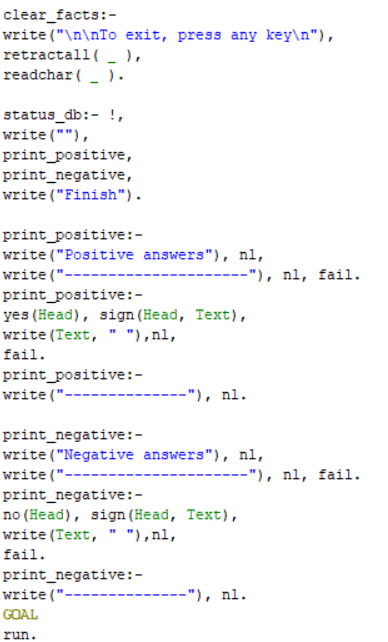 clear_facts:-
write("\n\nTo exit, press any key\n"),
retractall( _ ),
readchar( _ ).
status_db:- !,
write(""),
print_positive,
print_negative,
write("Finish").
print_positive:-
write("Positive answers"), nl,
write("----------------------"), nl, fail.
print_positive:-
yes(Head), sign(Head, Text),
write(Text, " "),nl,
fail.
print_positive:-
write("---------------"), nl.
print_negative:-
write("Negative answers"), nl,
write("----------------------"), nl, fail.
print_negative:-
no(Head), sign(Head, Text),
write(Text, " "),nl,
fail.
print_negative:-
write("---------------"), nl.
GOAL
run.